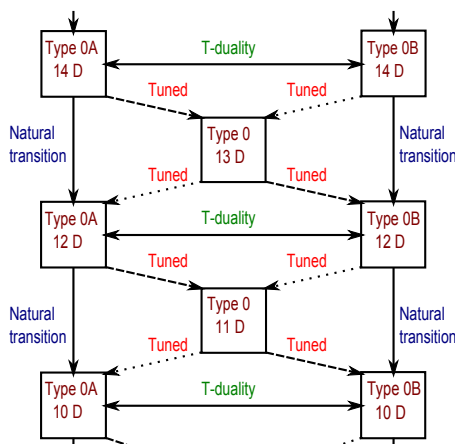 Type 0A
14 D
T-duality
Type 0B
14 D
Tuned
Tuned
Natural
transition
Type 0
13 D
Natural
transition
Tuned
Tuned
Type 0A
12 D
T-duality
Type 0B
12 D
Tuned
Tuned
Natural
transition
Type 0
11 D
Natural
transition
Tuned
Tuned
Type 0A
10 D
T-duality
Type 0B
10 D